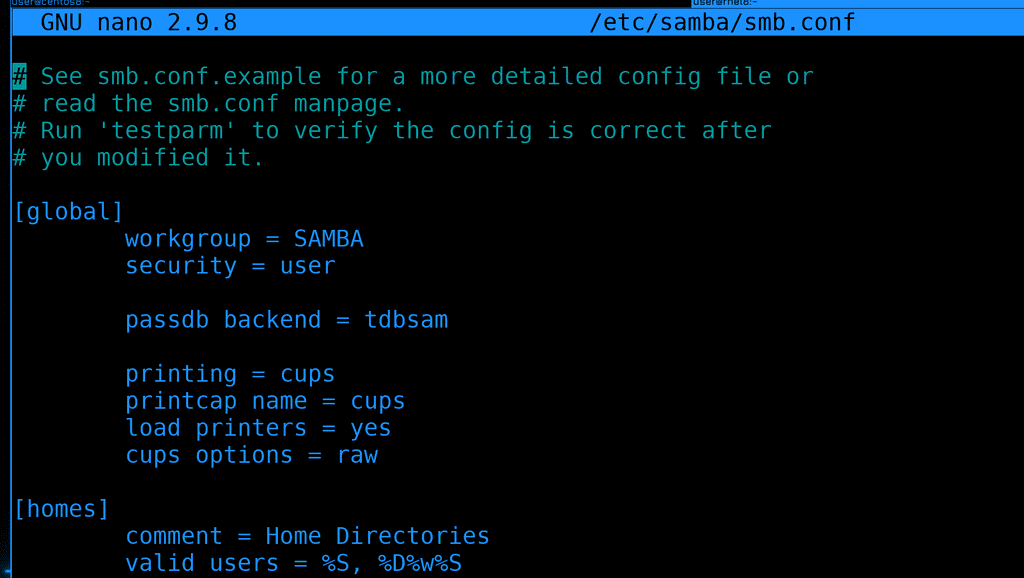 user@centos8:~ user@rhel8:~
GNU nano 2.9.8 /etc/samba/smb.conf
# See smb.conf.example for a more detailed config file or
# read the smb.conf manpage.
# Run 'testparm' to verify the config is correct after
# you modified it.
[global]
workgroup = SAMBA
security = user
passdb backend = tdbsam
printing = cups
printcap name = cups
load printers = yes
cups options = raw
[homes]
comment = Home Directories
valid users = %S, %D%w%S